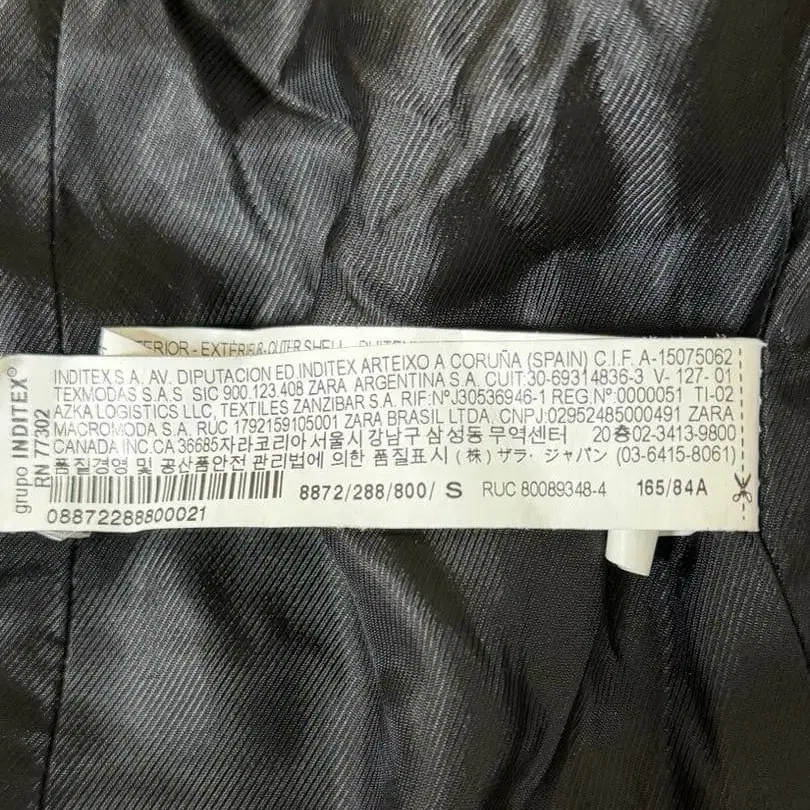 EXTÉRIEUR-OUTER SHELL
INDITEX,S.A. AV. DIPUTACION ED.INDITEX ARTEIXO A CORUÑA (SPAIN) C.I.F. A-15075062
TEXMODAS S.A.S. SIC 900.123.408 ZARA ARGENTINA S.A. CUIT:30-69314836-3 V- 127- 01
AZKA LOGISTICS LLC, TEXTILES ZANZIBAR S.A. RIF:NºJ30536946-1 REG.Nº:0000051 TI-02
MACROMODA S.A. RUC 1792159105001 ZARA BRASIL LTDA. CNPJ:02952485000491 ZARA
CANADA INC.CA 36685자라코리아 서울시 강남구 삼성동 무역센터 20층02-3413-9800
품질경영 및 공산품안전 관리법에 의한 품질표시 (株) ザラ・ジャパン (03-6415-8061)
8872/288/800/ S RUC 80089348-4 165/84A
08872288800021
grupo INDITEX®
RN 77302